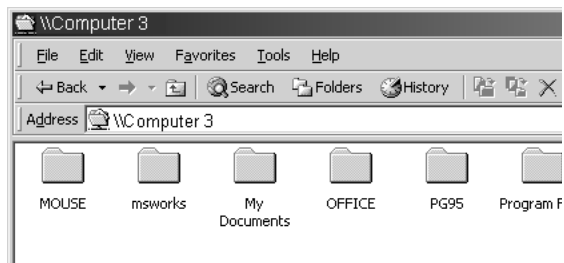 \\Computer 3
File Edit View Favorites Tools Help
Back Search Folders History
Address \\Computer 3
MOUSE msworks My Documents OFFICE PG95 Program F